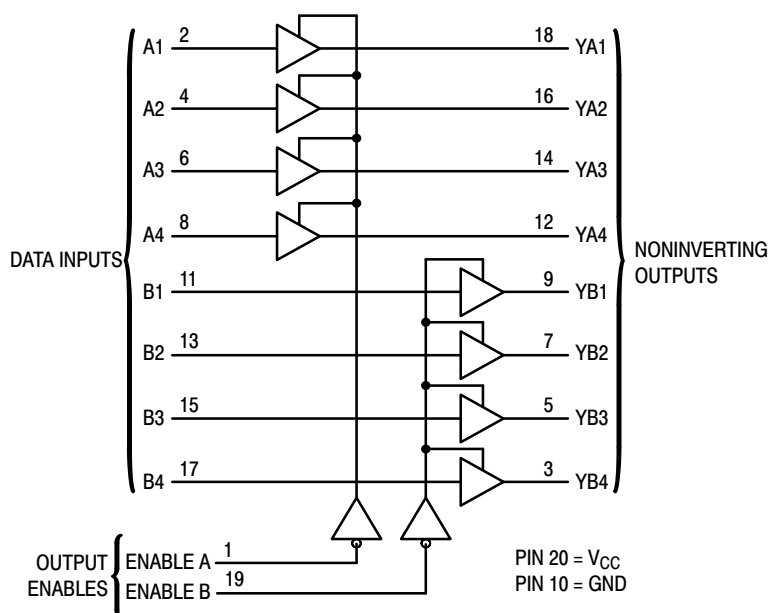 A1 2 18 YA1
A2 4 16 YA2
A3 6 14 YA3
A4 8 12 YA4
DATA INPUTS
NONINVERTING
OUTPUTS
B1 11 9 YB1
B2 13 7 YB2
B3 15 5 YB3
B4 17 3 YB4
OUTPUT
ENABLES
ENABLE A 1
ENABLE B 19
PIN 20 = VCC
PIN 10 = GND